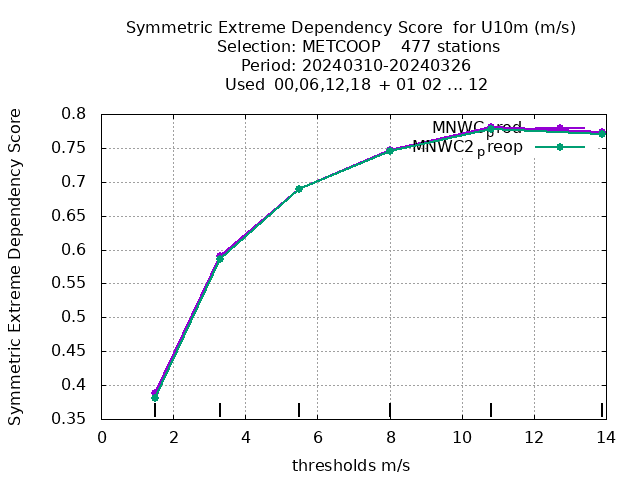 Symmetric Extreme Dependency Score  for U10m (m/s)
Selection: METCOOP    477 stations
Period: 20240310-20240326
Used  00,06,12,18 + 01 02 ... 12
Symmetric Extreme Dependency Score
0.8
0.75
0.7
0.65
0.6
0.55
0.5
0.45
0.4
0.35
MNWC_prod
MNWC2_preop
0 2 4 6 8 10 12 14
thresholds m/s